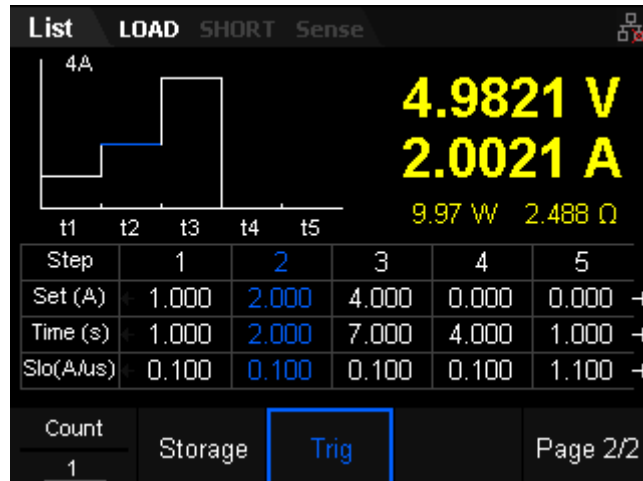 List LOAD SHORT Sense
4A
4.9821 V
2.0021 A
9.97 W 2.488 Ω
t1 t2 t3 t4 t5
Step 1 2 3 4 5
Set (A) 1.000 2.000 4.000 0.000 0.000
Time (s) 1.000 2.000 7.000 4.000 1.000
Slo(A/us) 0.100 0.100 0.100 0.100 1.100
Count
1
Storage
Trig
Page 2/2